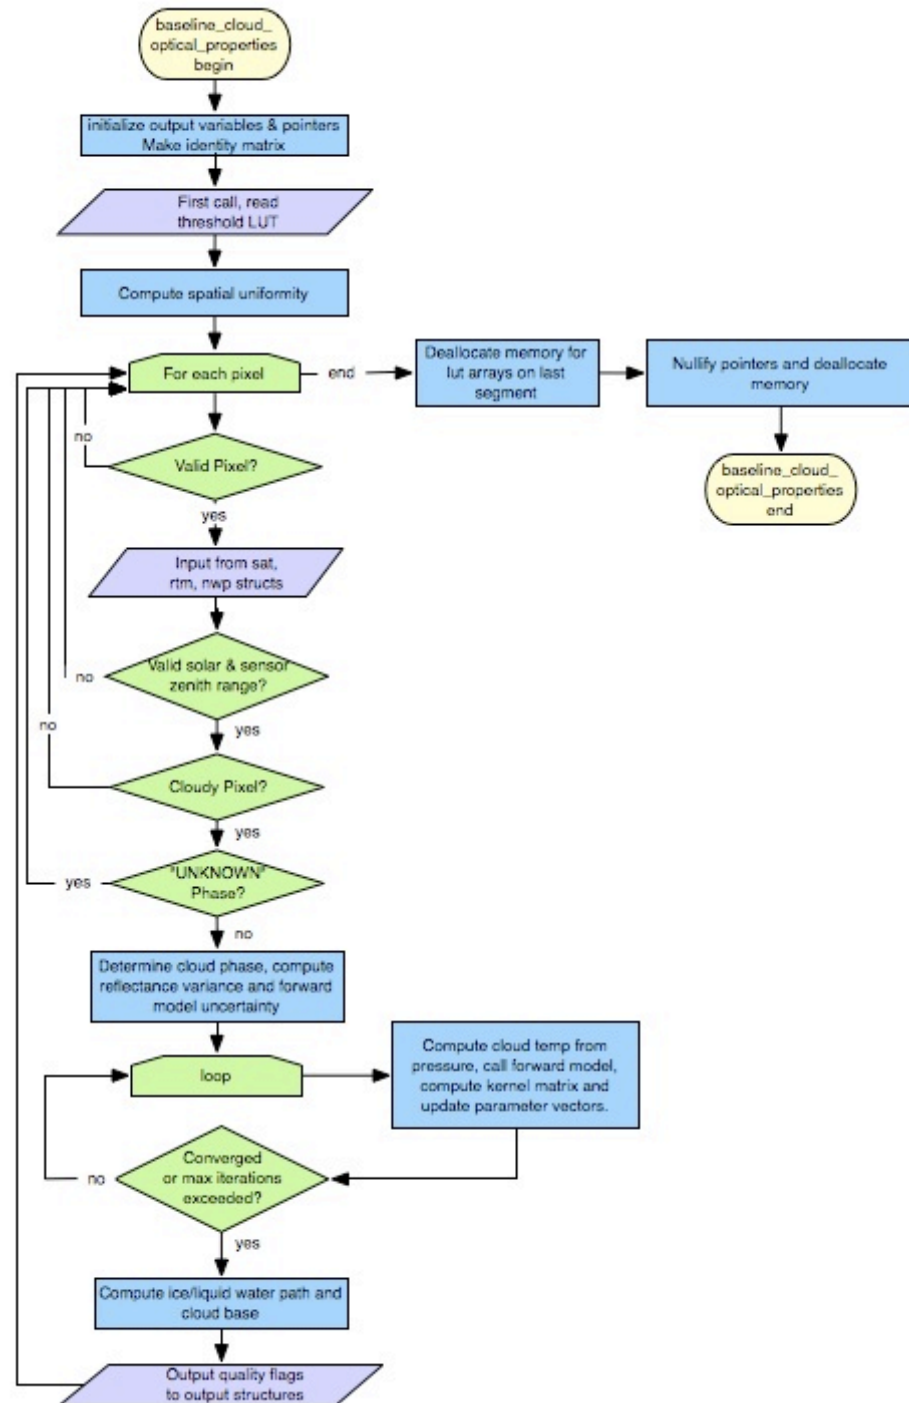 baseline_cloud_
optical_properties
begin
initialize output variables & pointers
Make identity matrix
First call, read
threshold LUT
Compute spatial uniformity
For each pixel
end
Deallocate memory for
lut arrays on last
segment
Nullify pointers and deallocate
memory
baseline_cloud_
optical_properties
end
no
Valid Pixel?
yes
Input from sat,
rtm, nwp structs
Valid solar & sensor
zenith range?
no
yes
no
Cloudy Pixel?
yes
"UNKNOWN"
Phase?
yes
no
Determine cloud phase, compute
reflectance variance and forward
model uncertainty
loop
Compute cloud temp from
pressure, call forward model,
compute kernel matrix and
update parameter vectors.
Converged
or max iterations
exceeded?
no
yes
Compute ice/liquid water path and
cloud base
Output quality flags
to output structures